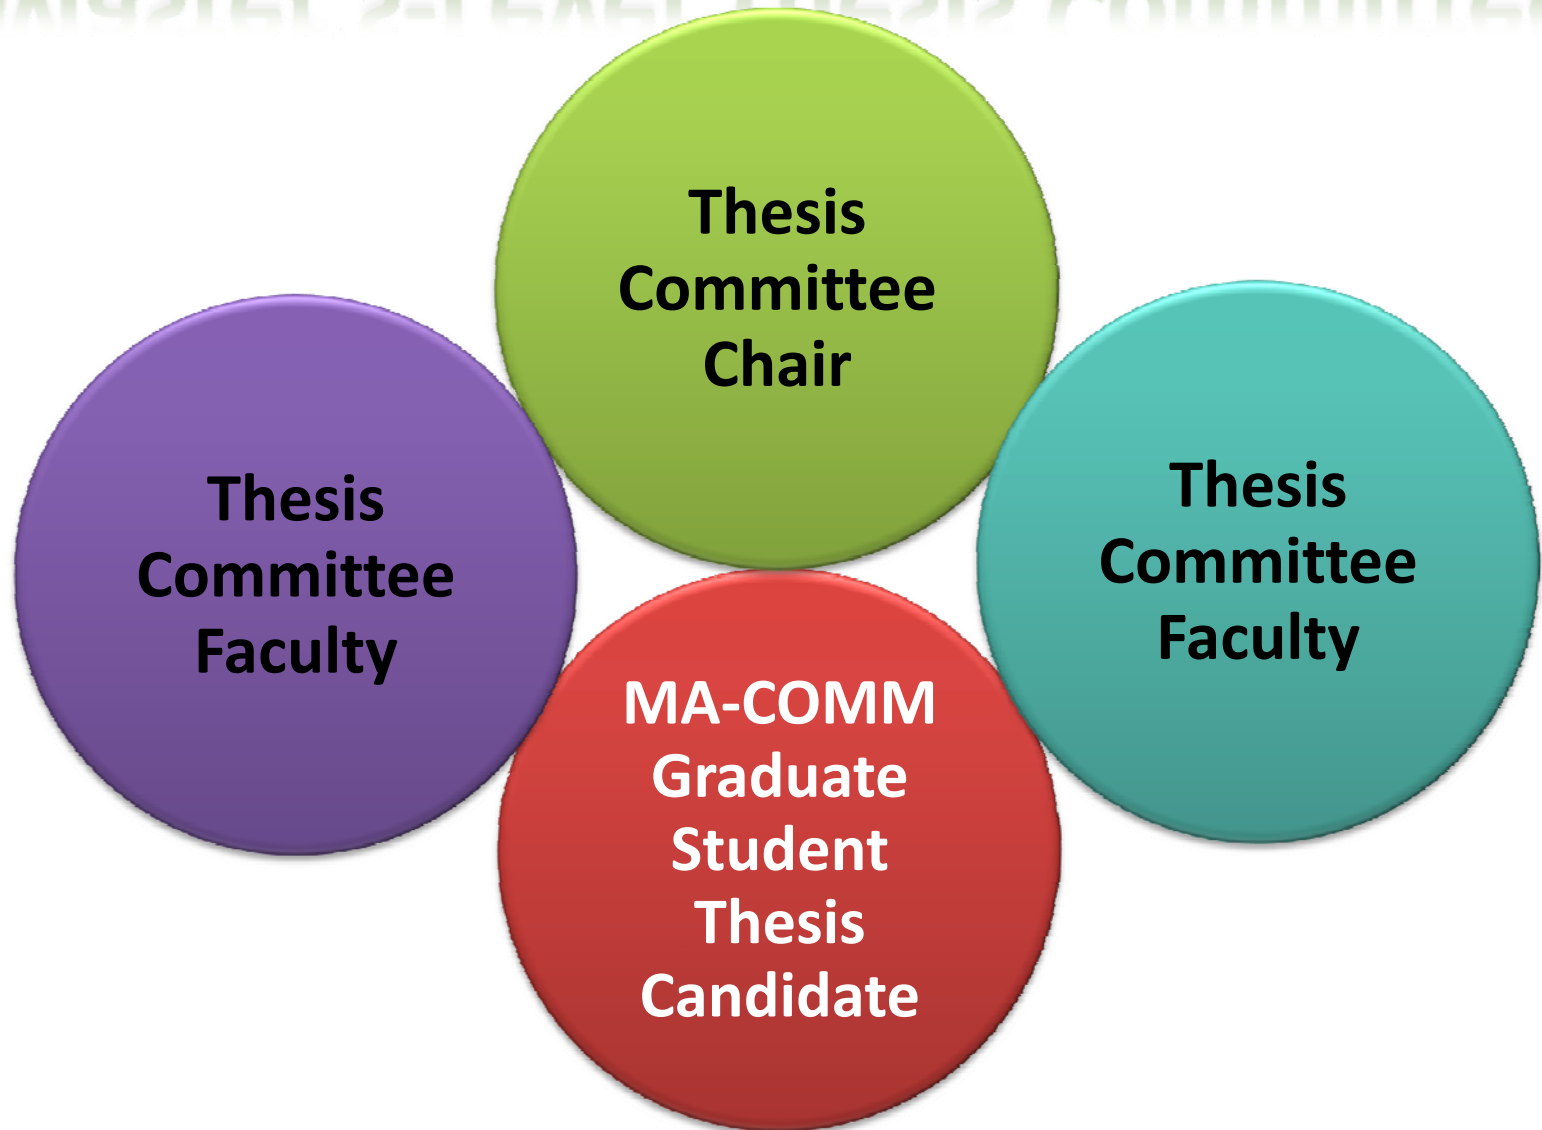 Thesis
Committee
Chair
Thesis
Committee
Faculty
Thesis
Committee
Faculty
MA-COMM
Graduate
Student
Thesis
Candidate